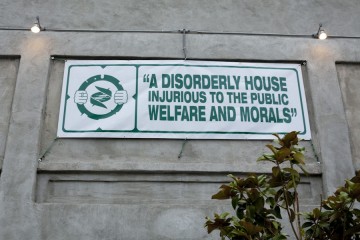 “A DISORDERLY HOUSE
INJURIOUS TO THE PUBLIC
WELFARE AND MORALS”